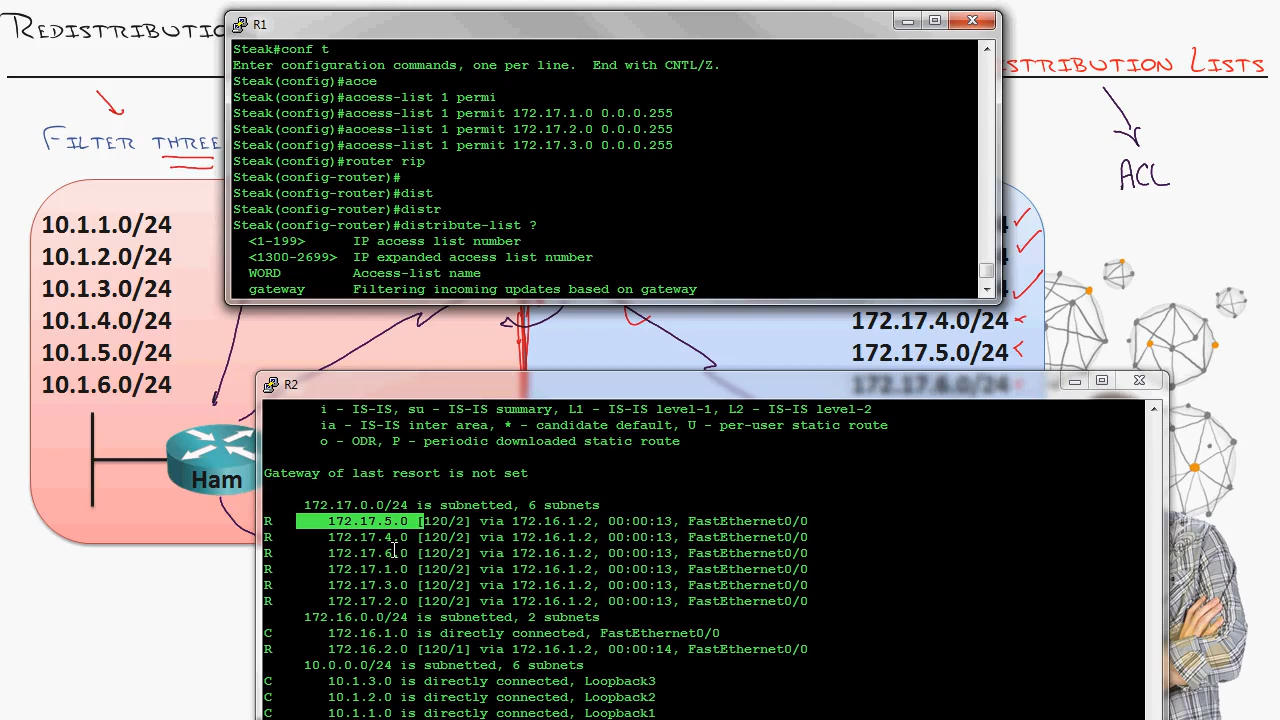 REDISTRIBUTIO
R1
Steak#conf t
Enter configuration commands, one per line.  End with CNTL/Z.
Steak(config)#acce
Steak(config)#access-list 1 permi
Steak(config)#access-list 1 permit 172.17.1.0 0.0.0.255
Steak(config)#access-list 1 permit 172.17.2.0 0.0.0.255
Steak(config)#access-list 1 permit 172.17.3.0 0.0.0.255
Steak(config)#router rip
Steak(config-router)#
Steak(config-router)#dist
Steak(config-router)#distr
Steak(config-router)#distribute-list ?
<1-199>      IP access list number
<1300-2699>  IP expanded access list number
WORD         Access-list name
gateway      Filtering incoming updates based on gateway
STRIBUTION LISTS
ACL
FILTER THREE
10.1.1.0/24
10.1.2.0/24
10.1.3.0/24
10.1.4.0/24
10.1.5.0/24
10.1.6.0/24
172.17.4.0/24
172.17.5.0/24
172.17.6.0/24
Ham
R2
i - IS-IS, su - IS-IS summary, L1 - IS-IS level-1, L2 - IS-IS level-2
ia - IS-IS inter area, * - candidate default, U - per-user static route
o - ODR, P - periodic downloaded static route
Gateway of last resort is not set
172.17.0.0/24 is subnetted, 6 subnets
R       172.17.5.0 [120/2] via 172.16.1.2, 00:00:13, FastEthernet0/0
R       172.17.4.0 [120/2] via 172.16.1.2, 00:00:13, FastEthernet0/0
R       172.17.6.0 [120/2] via 172.16.1.2, 00:00:13, FastEthernet0/0
R       172.17.1.0 [120/2] via 172.16.1.2, 00:00:13, FastEthernet0/0
R       172.17.3.0 [120/2] via 172.16.1.2, 00:00:13, FastEthernet0/0
R       172.17.2.0 [120/2] via 172.16.1.2, 00:00:13, FastEthernet0/0
172.16.0.0/24 is subnetted, 2 subnets
C       172.16.1.0 is directly connected, FastEthernet0/0
R       172.16.2.0 [120/1] via 172.16.1.2, 00:00:14, FastEthernet0/0
10.0.0.0/24 is subnetted, 6 subnets
C       10.1.3.0 is directly connected, Loopback3
C       10.1.2.0 is directly connected, Loopback2
C       10.1.1.0 is directly connected, Loopback1